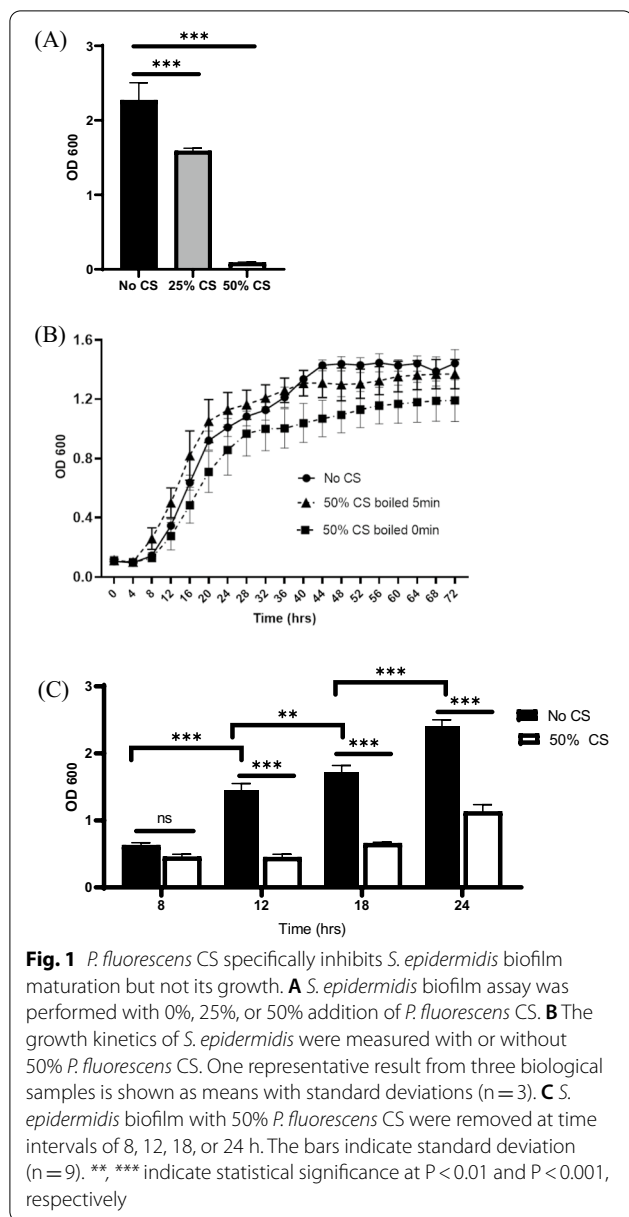 (A)
***
***
3
2
1
0
OD 600
No CS 25% CS 50% CS
(B)
1.6
1.2
0.8
0.4
0.0
OD 600
No CS
50% CS boiled 5min
50% CS boiled 0min
0 4 8 12 16 20 24 28 32 36 40 44 48 52 56 60 64 68 72
Time (hrs)
(C)
3
2
1
0
OD 600
***
**
***
ns
***
***
***
No CS
50% CS
8 12 18 24
Time (hrs)
Fig. 1 P. fluorescens CS specifically inhibits S. epidermidis biofilm
maturation but not its growth. A S. epidermidis biofilm assay was
performed with 0%, 25%, or 50% addition of P. fluorescens CS. B The
growth kinetics of S. epidermidis were measured with or without
50% P. fluorescens CS. One representative result from three biological
samples is shown as means with standard deviations (n = 3). C S.
epidermidis biofilm with 50% P. fluorescens CS were removed at time
intervals of 8, 12, 18, or 24 h. The bars indicate standard deviation
(n = 9). **, *** indicate statistical significance at P < 0.01 and P < 0.001,
respectively